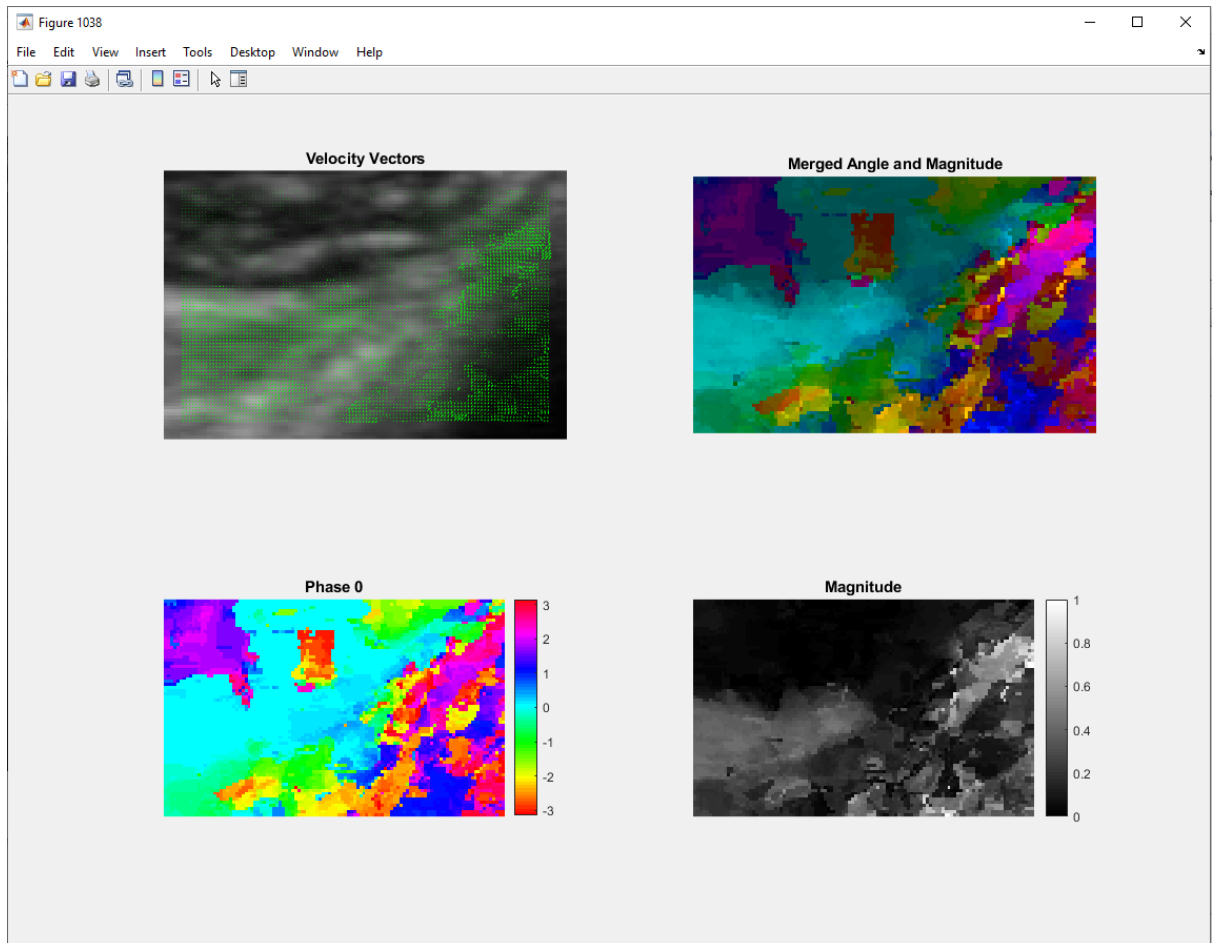 Figure 1038
File Edit View Insert Tools Desktop Window Help
Velocity Vectors
Merged Angle and Magnitude
Phase 0
3
2
1
0
-1
-2
-3
Magnitude
1
0.8
0.6
0.4
0.2
0